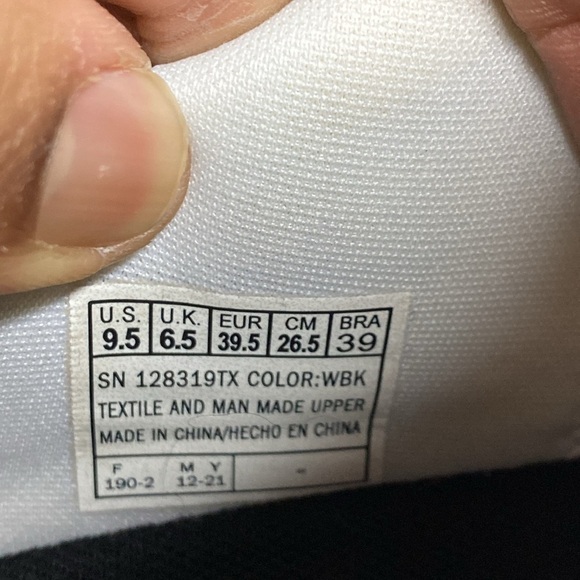 U.S. U.K. EUR CM BRA
9.5 6.5 39.5 26.5 39
SN 128319TX COLOR:WBK
TEXTILE AND MAN MADE UPPER
MADE IN CHINA/HECHO EN CHINA
F M Y
190-2 12-21 -